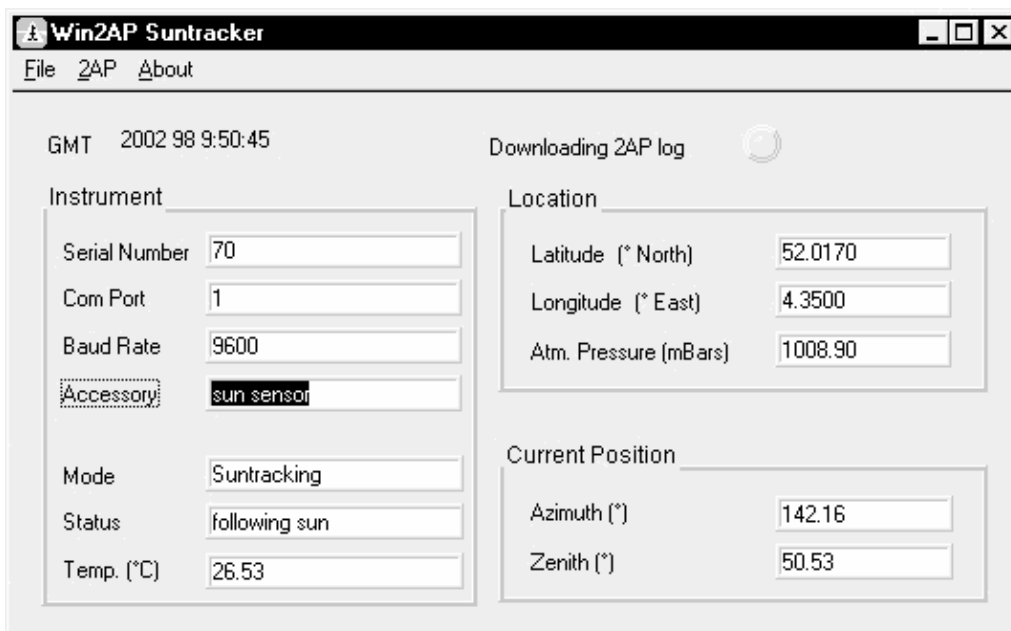 Win2AP Suntracker
File 2AP About
GMT 2002 98 9:50:45
Downloading 2AP log
Instrument
Serial Number 70
Com Port 1
Baud Rate 9600
Accessory sun sensor
Mode Suntracking
Status following sun
Temp. (°C) 26.53
Location
Latitude (° North) 52.0170
Longitude (° East) 4.3500
Atm. Pressure (mBars) 1008.90
Current Position
Azimuth (°) 142.16
Zenith (°) 50.53